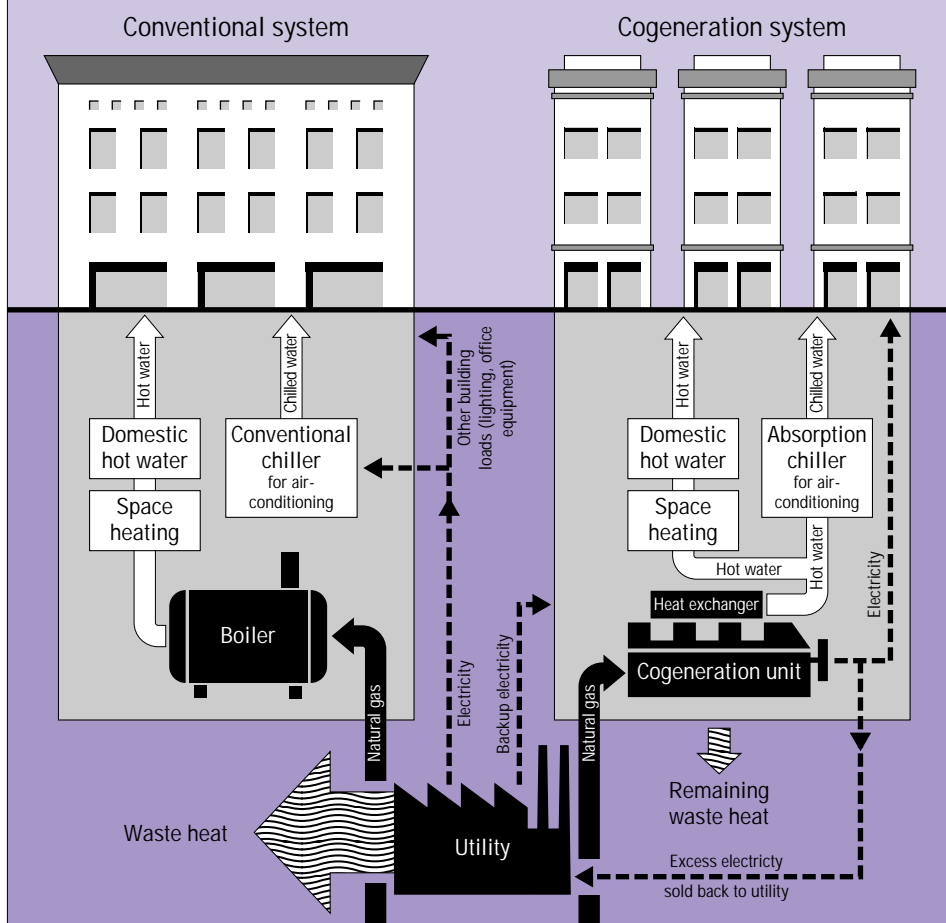 Conventional system
Cogeneration system
Hot water
Chilled water
Other building
loads (lighting, office
equipment)
Hot water
Chilled water
Domestic
hot water
Conventional
chiller
for air-
conditioning
Domestic
hot water
Absorption
chiller
for air-
conditioning
Space
heating
Space
heating
Hot water
Hot water
Electricity
Heat exchanger
Boiler
Cogeneration unit
Natural gas
Electricity
Backup electricity
Natural gas
Remaining
waste heat
Waste heat
Utility
Excess electricty
sold back to utility